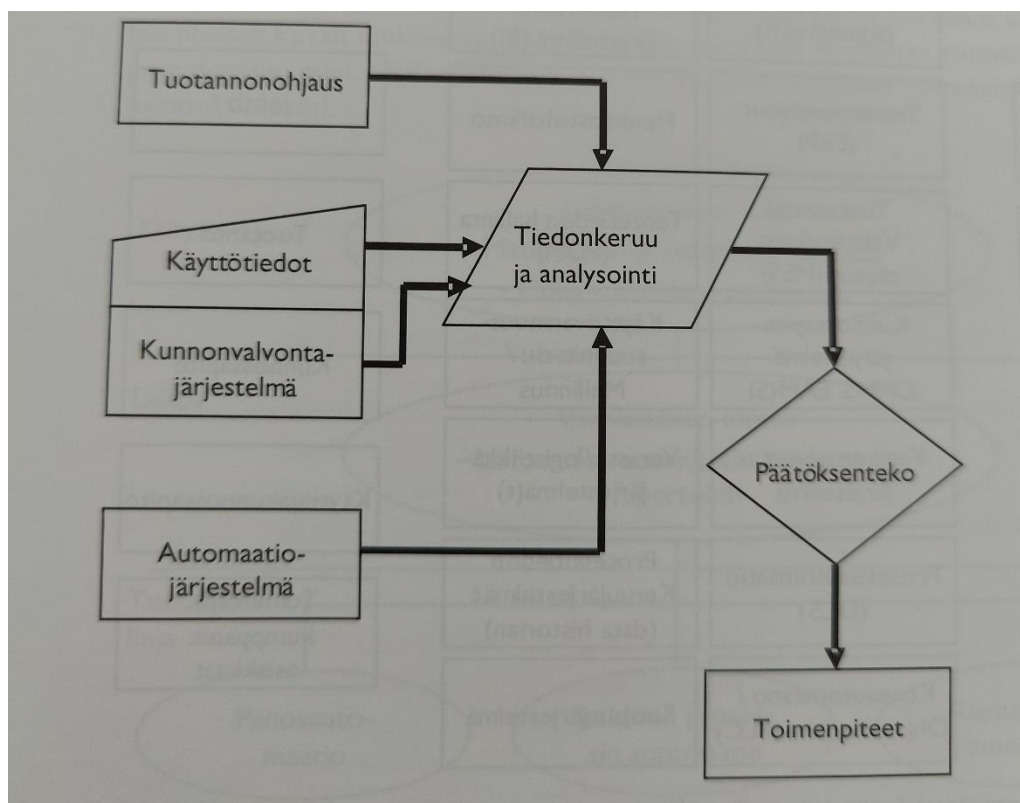 Tuotannonohjaus
Käyttötiedot
Kunnonvalvonta-
järjestelmä
Automaatio-
järjestelmä
Tiedonkeruu
ja analysointi
Päätöksenteko
Toimenpiteet